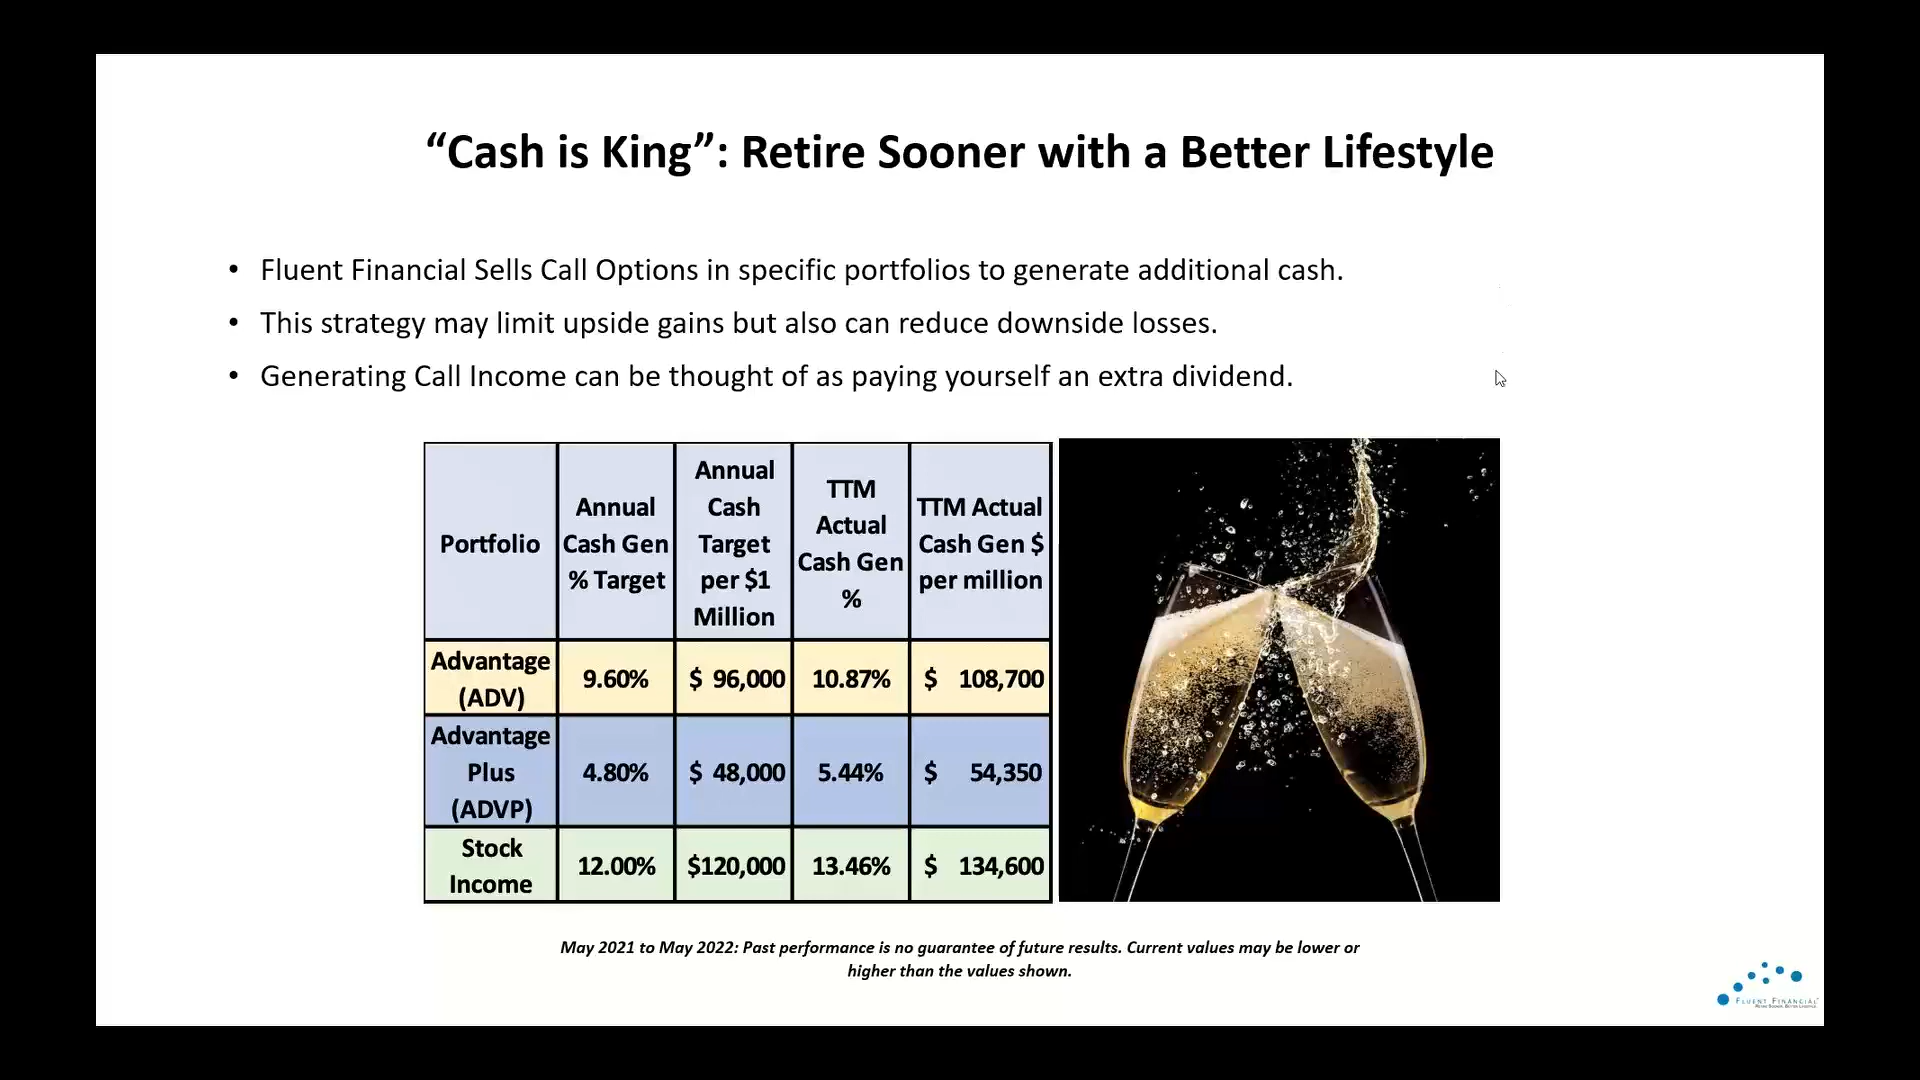 “Cash is King”: Retire Sooner with a Better Lifestyle
• Fluent Financial Sells Call Options in specific portfolios to generate additional cash.
• This strategy may limit upside gains but also can reduce downside losses.
• Generating Call Income can be thought of as paying yourself an extra dividend.
Portfolio
Annual
Cash Gen
% Target
Annual
Cash
Target
per $1
Million
TTM
Actual
Cash Gen
%
TTM Actual
Cash Gen $
per million
Advantage
(ADV)
9.60%
$ 96,000
10.87%
$ 108,700
Advantage
Plus
(ADVP)
4.80%
$ 48,000
5.44%
$ 54,350
Stock
Income
12.00%
$120,000
13.46%
$ 134,600
May 2021 to May 2022: Past performance is no guarantee of future results. Current values may be lower or
higher than the values shown.
FLUENT FINANCIAL
RETIRE SOONER. BETTER LIFESTYLE.